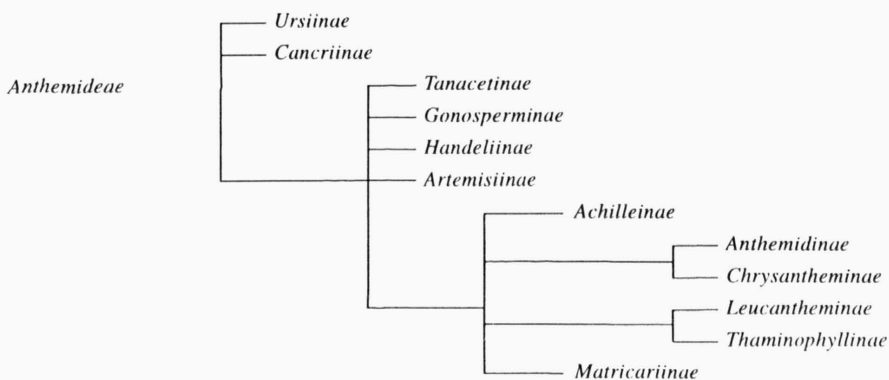 Ursiinae
Cancriinae
Anthemideae
Tanacetinae
Gonosperminae
Handeliinae
Artemisiinae
Achilleinae
Anthemidinae
Chrysantheminae
Leucantheminae
Thaminophyllinae
Matricariinae